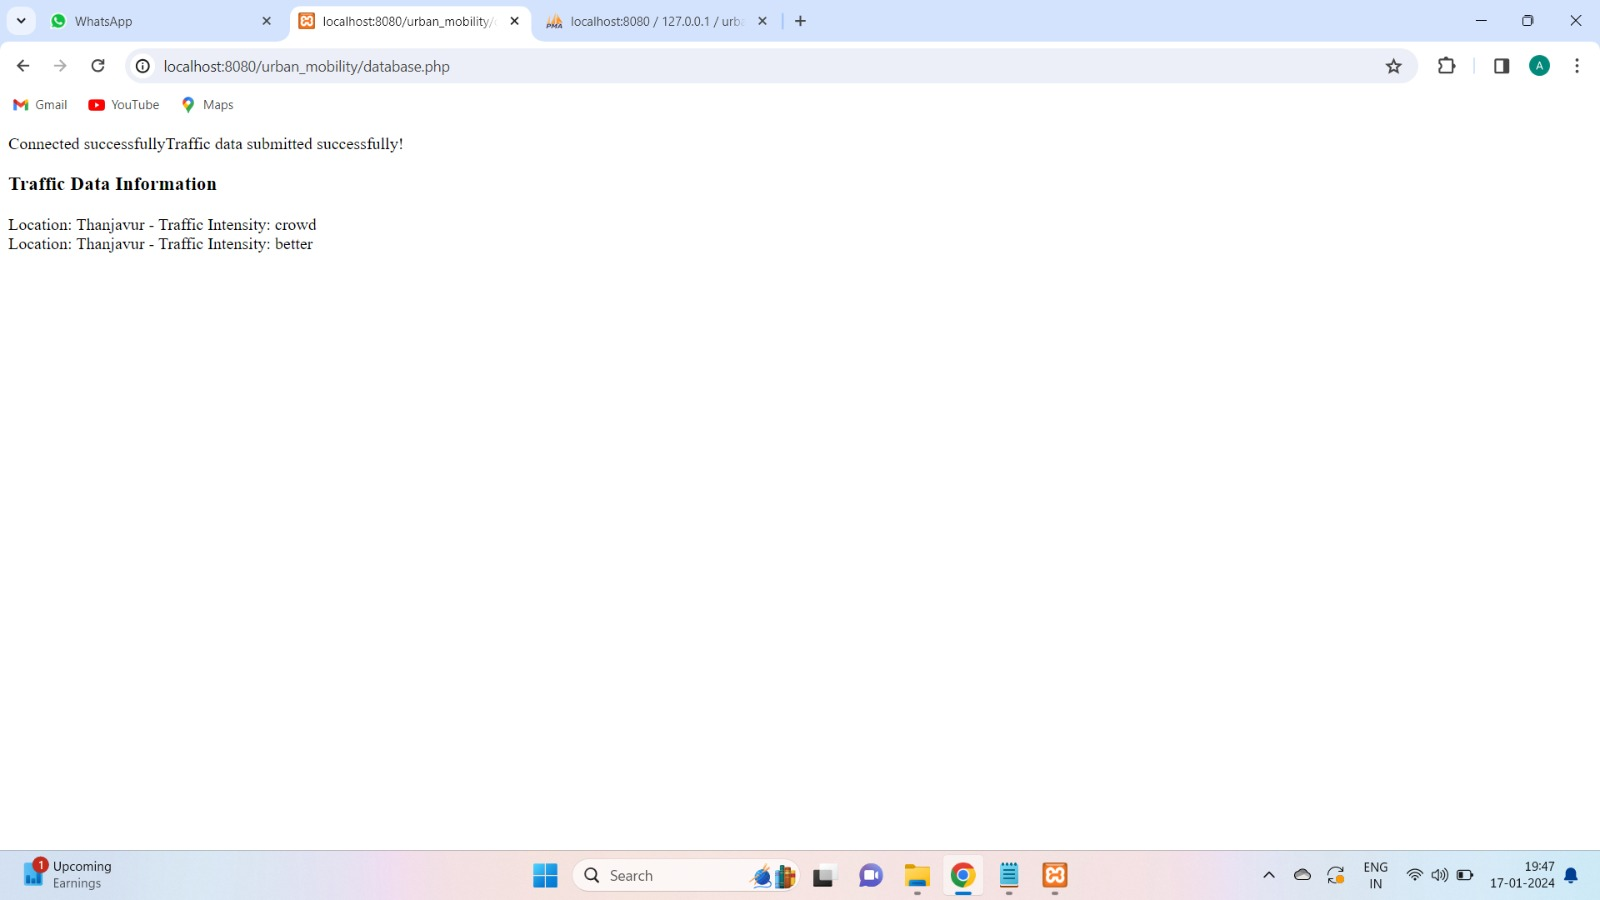 WhatsApp
localhost:8080/urban_mobility/
localhost:8080 / 127.0.0.1 / urb
localhost:8080/urban_mobility/database.php
A
Gmail
YouTube
Maps
Connected successfullyTraffic data submitted successfully!
Traffic Data Information
Location: Thanjavur - Traffic Intensity: crowd
Location: Thanjavur - Traffic Intensity: better
1
Upcoming
Earnings
Search
ENG
IN
19:47
17-01-2024